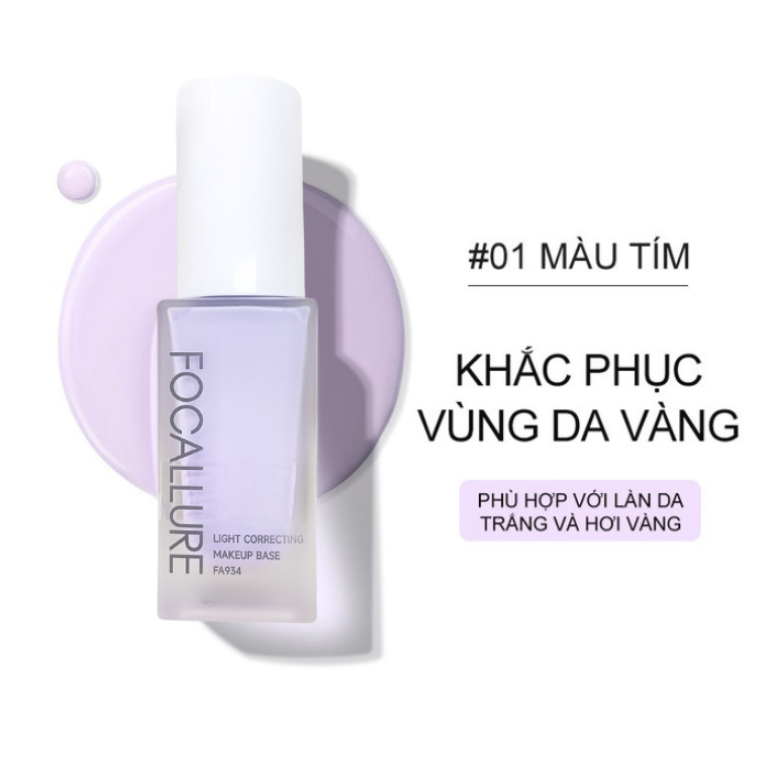 #01 MÀU TÍM
KHẮC PHỤC
VÙNG DA VÀNG
PHÙ HỢP VỚI LÀN DA
TRẮNG VÀ HƠI VÀNG
FOCALLURE
LIGHT CORRECTING
MAKEUP BASE
FA934